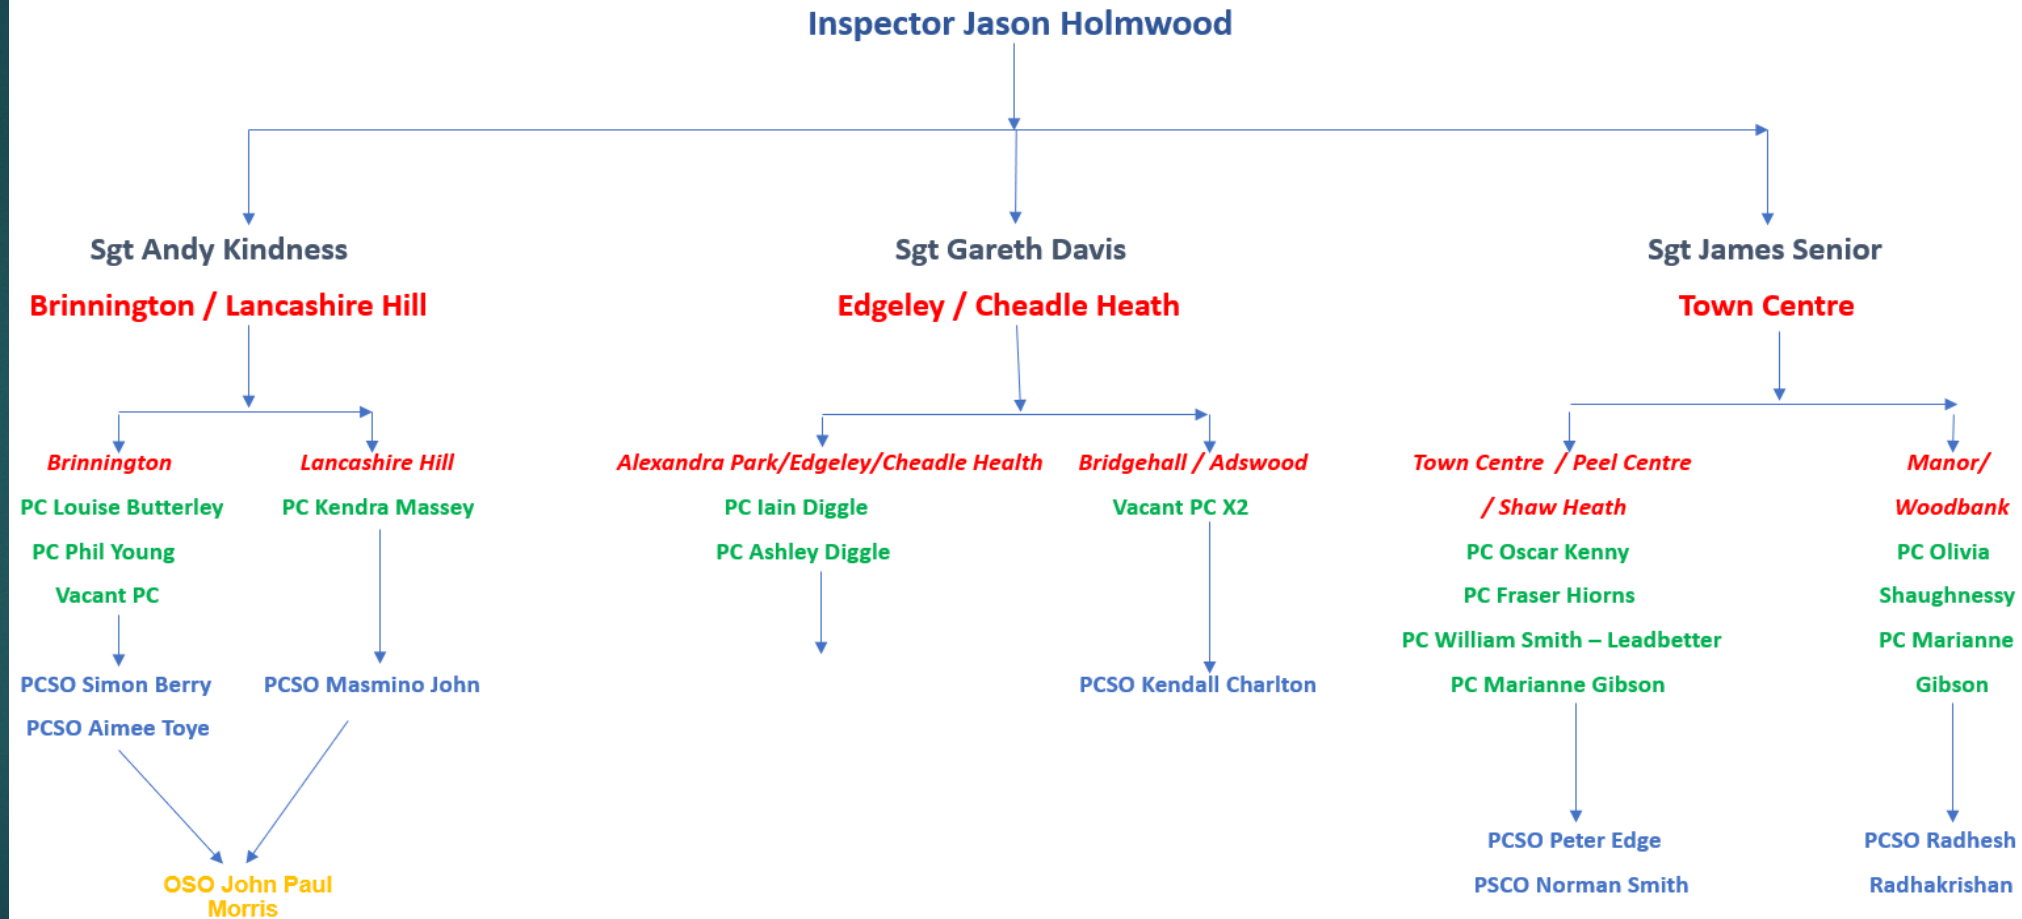 Inspector Jason Holmwood
Sgt Andy Kindness
Brinnington / Lancashire Hill
Sgt Gareth Davis
Edgeley / Cheadle Heath
Sgt James Senior
Town Centre
Brinnington
PC Louise Butterley
PC Phil Young
Vacant PC
PCSO Simon Berry
PCSO Aimee Toye
Lancashire Hill
PC Kendra Massey
PCSO Masmino John
OSO John Paul
Morris
Alexandra Park/Edgeley/Cheadle Health
PC Iain Diggle
PC Ashley Diggle
Bridgehall / Adswood
Vacant PC X2
PCSO Kendall Charlton
Town Centre / Peel Centre
/ Shaw Heath
PC Oscar Kenny
PC Fraser Hiorns
PC William Smith – Leadbetter
PC Marianne Gibson
PCSO Peter Edge
PSCO Norman Smith
Manor/
Woodbank
PC Olivia
Shaughnessy
PC Marianne
Gibson
PCSO Radhesh
Radhakrishan